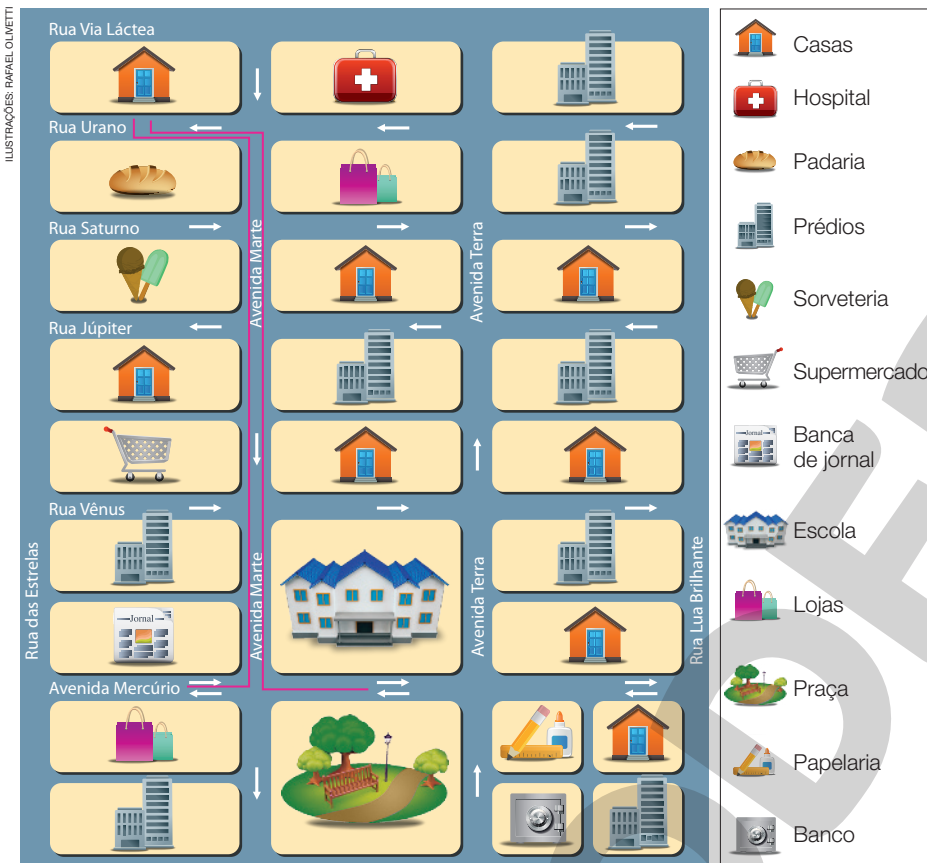 ILUSTRAÇÕES: RAFAEL OLIVETTI
Rua Via Láctea
Rua Urano
Rua Saturno
Avenida Marte
Avenida Terra
Rua Júpiter
Rua Vênus
Rua das Estrelas
Avenida Marte
Avenida Terra
Rua Lua Brilhante
Jornal
Avenida Mercúrio
Casas
Hospital
Padaria
Prédios
Sorveteria
Supermercado
Jornal
Banca
de jornal
Escola
Lojas
Praça
Papelaria
Banco